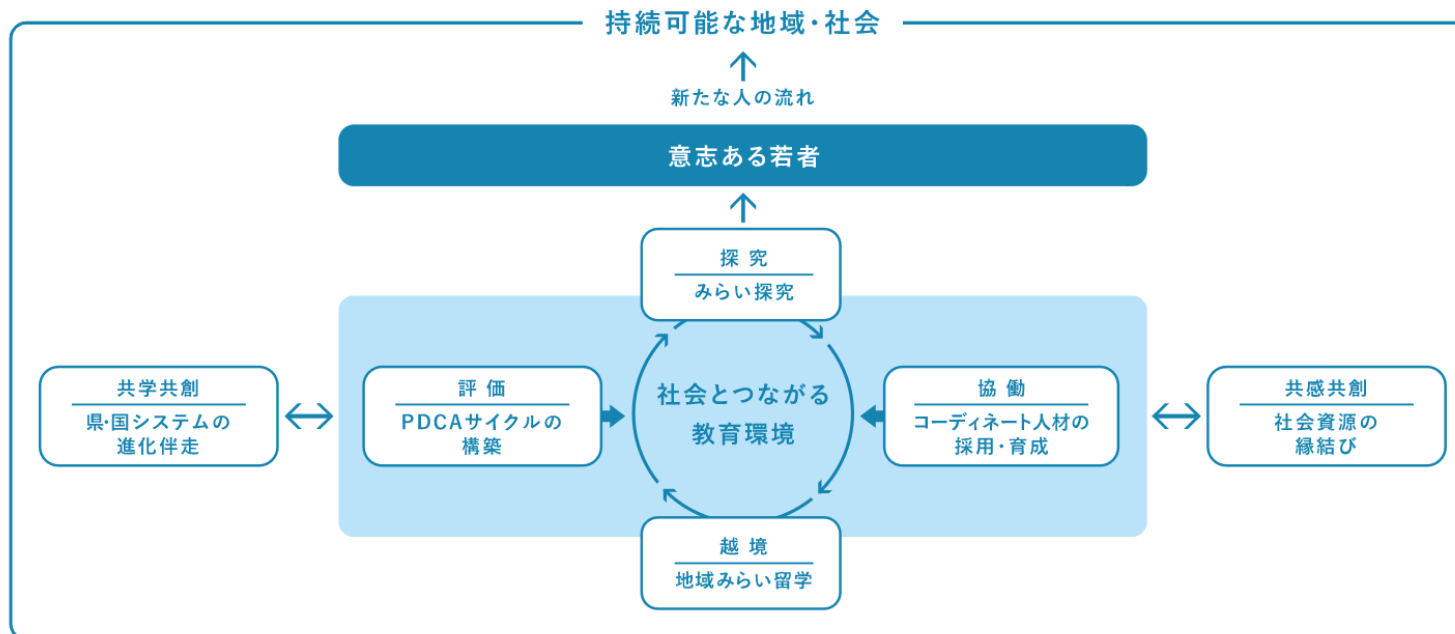 持続可能な地域・社会
新たな人の流れ
意志ある若者
探究
みらい探究
共学共創
県・国システムの
進化伴走
評価
PDCAサイクルの
構築
社会とつながる
教育環境
協働
コーディネート人材の
採用・育成
共感共創
社会資源の
縁結び
越境
地域みらい留学